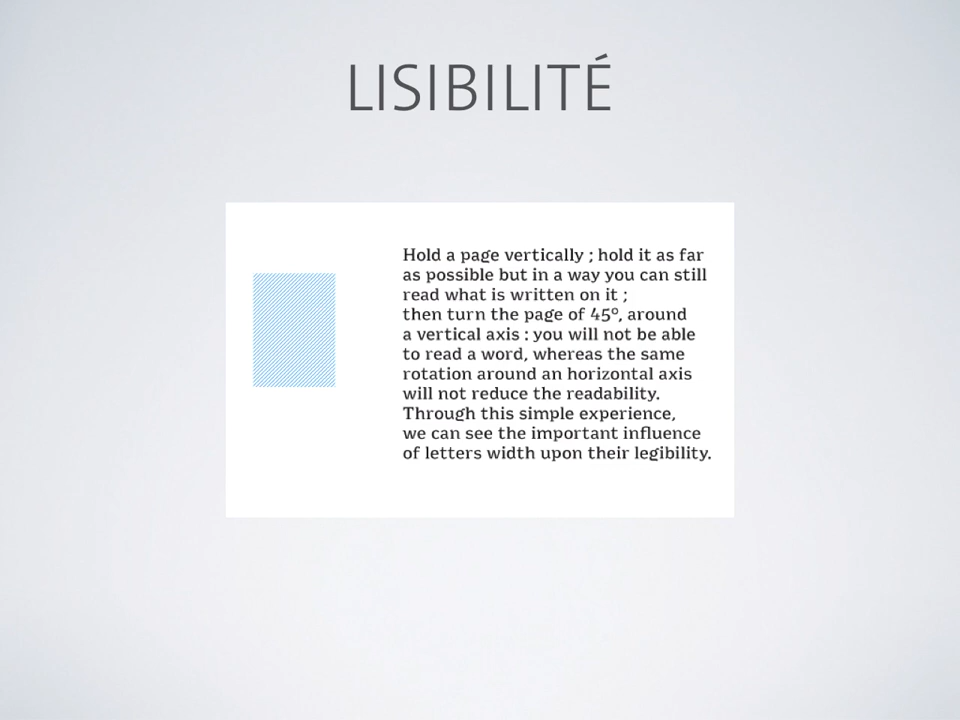 LISIBILITÉ
Hold a page vertically ; hold it as far
as possible but in a way you can still
read what is written on it ;
then turn the page of 45°, around
a vertical axis : you will not be able
to read a word, whereas the same
rotation around an horizontal axis
will not reduce the readability.
Through this simple experience,
we can see the important influence
of letters width upon their legibility.